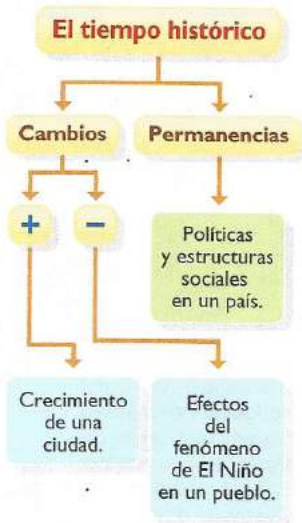 El tiempo histórico
Cambios
Permanencias
+
−
Políticas
y estructuras
sociales
en un país.
Crecimiento
de una
ciudad.
Efectos
del
fenómeno
de El Niño
en un pueblo.